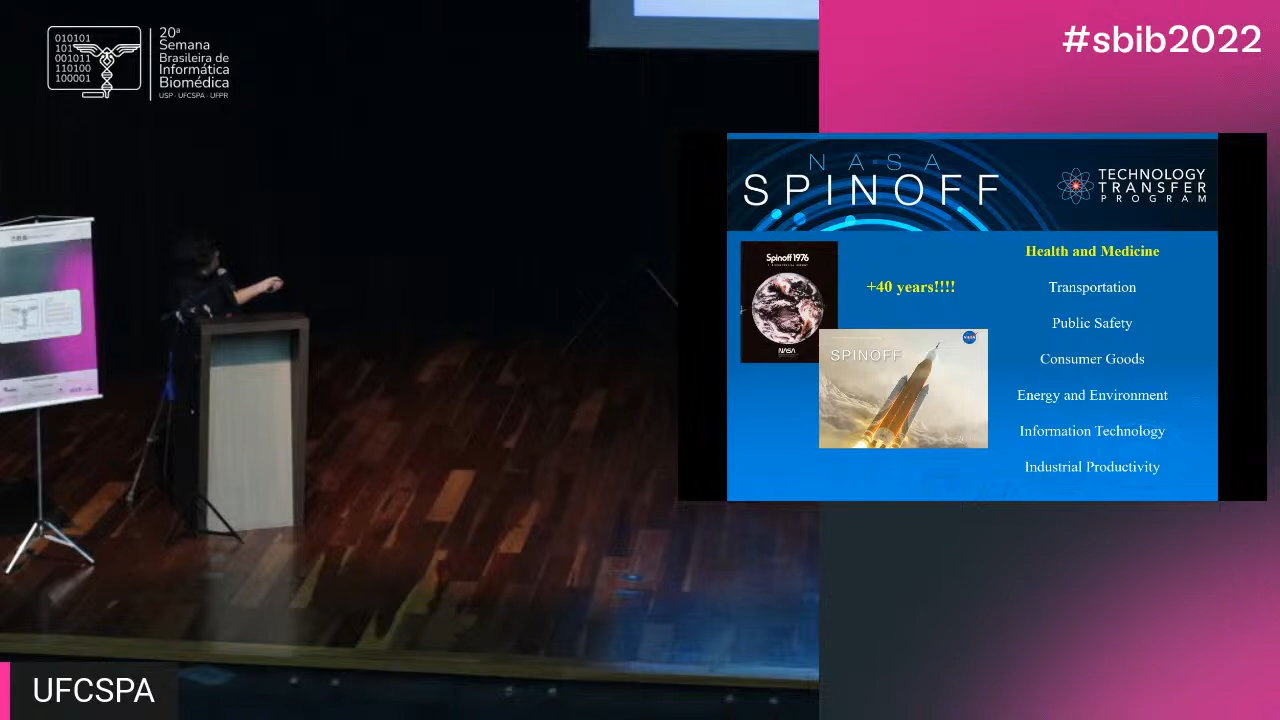 010101
101
001011
110100
100001
20ª
Semana
Brasileira de
Informática
Biomédica
USP · UFCSPA · UFPR
#sbib2022
NASA
SPINOFF
TECHNOLOGY
TRANSFER
PROGRAM
Spinoff 1976
NASA
+40 years!!!!
SPINOFF
NASA
Health and Medicine
Transportation
Public Safety
Consumer Goods
Energy and Environment
Information Technology
Industrial Productivity
UFCSPA